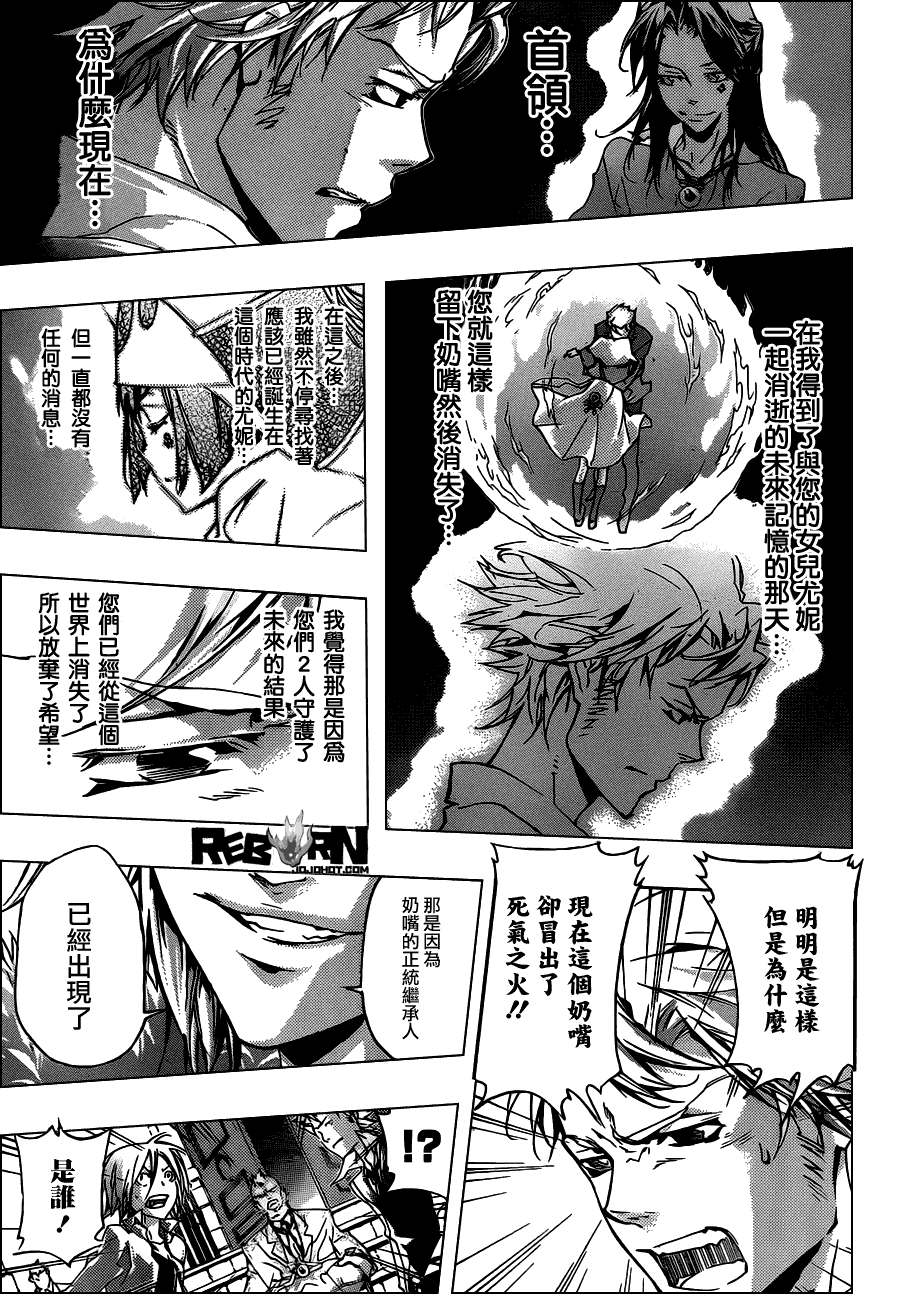 首領…
為什麼現在…
在我得到了與您的女兒尤妮
一起消逝的未來記憶的那天…
您就這樣
留下奶嘴然後消失了…
在這之後…
我雖然不停尋找著
應該已經誕生在
這個時代的尤妮…
但一直都沒有
任何的消息…
我覺得那是因爲
您們2人守護了
未來的結果
您們已經從這個
世界上消失了
所以放棄了希望…
REBORN
JOJOHOT.COM
明明是這樣
但是為什麼
現在這個奶嘴
卻冒出了
死氣之火!!
那是因為
奶嘴的正統繼承人
已經出現了
!?
是誰!